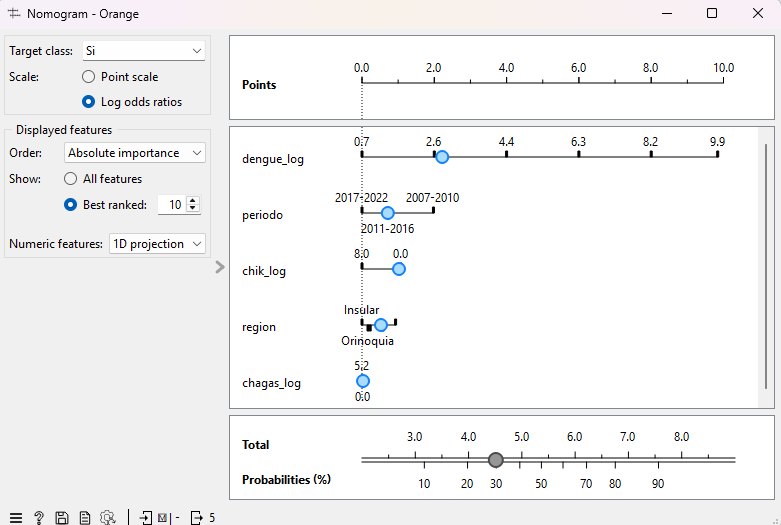 Nomogram - Orange
Target class: Si
Scale: Point scale
Log odds ratios
Displayed features
Order: Absolute importance
Show: All features
Best ranked: 10
Numeric features: 1D projection
Points 0.0 2.0 4.0 6.0 8.0 10.0
0.7 2.6 4.4 6.3 8.2 9.9
dengue_log
2017-2022 2007-2010
periodo
2011-2016
8.0 0.0
chik_log
Insular
region
Orinoquia
5.2
chagas_log
0.0
3.0 4.0 5.0 6.0 7.0 8.0
Total
Probabilities (%) 10 20 30 50 70 80 90
? 5